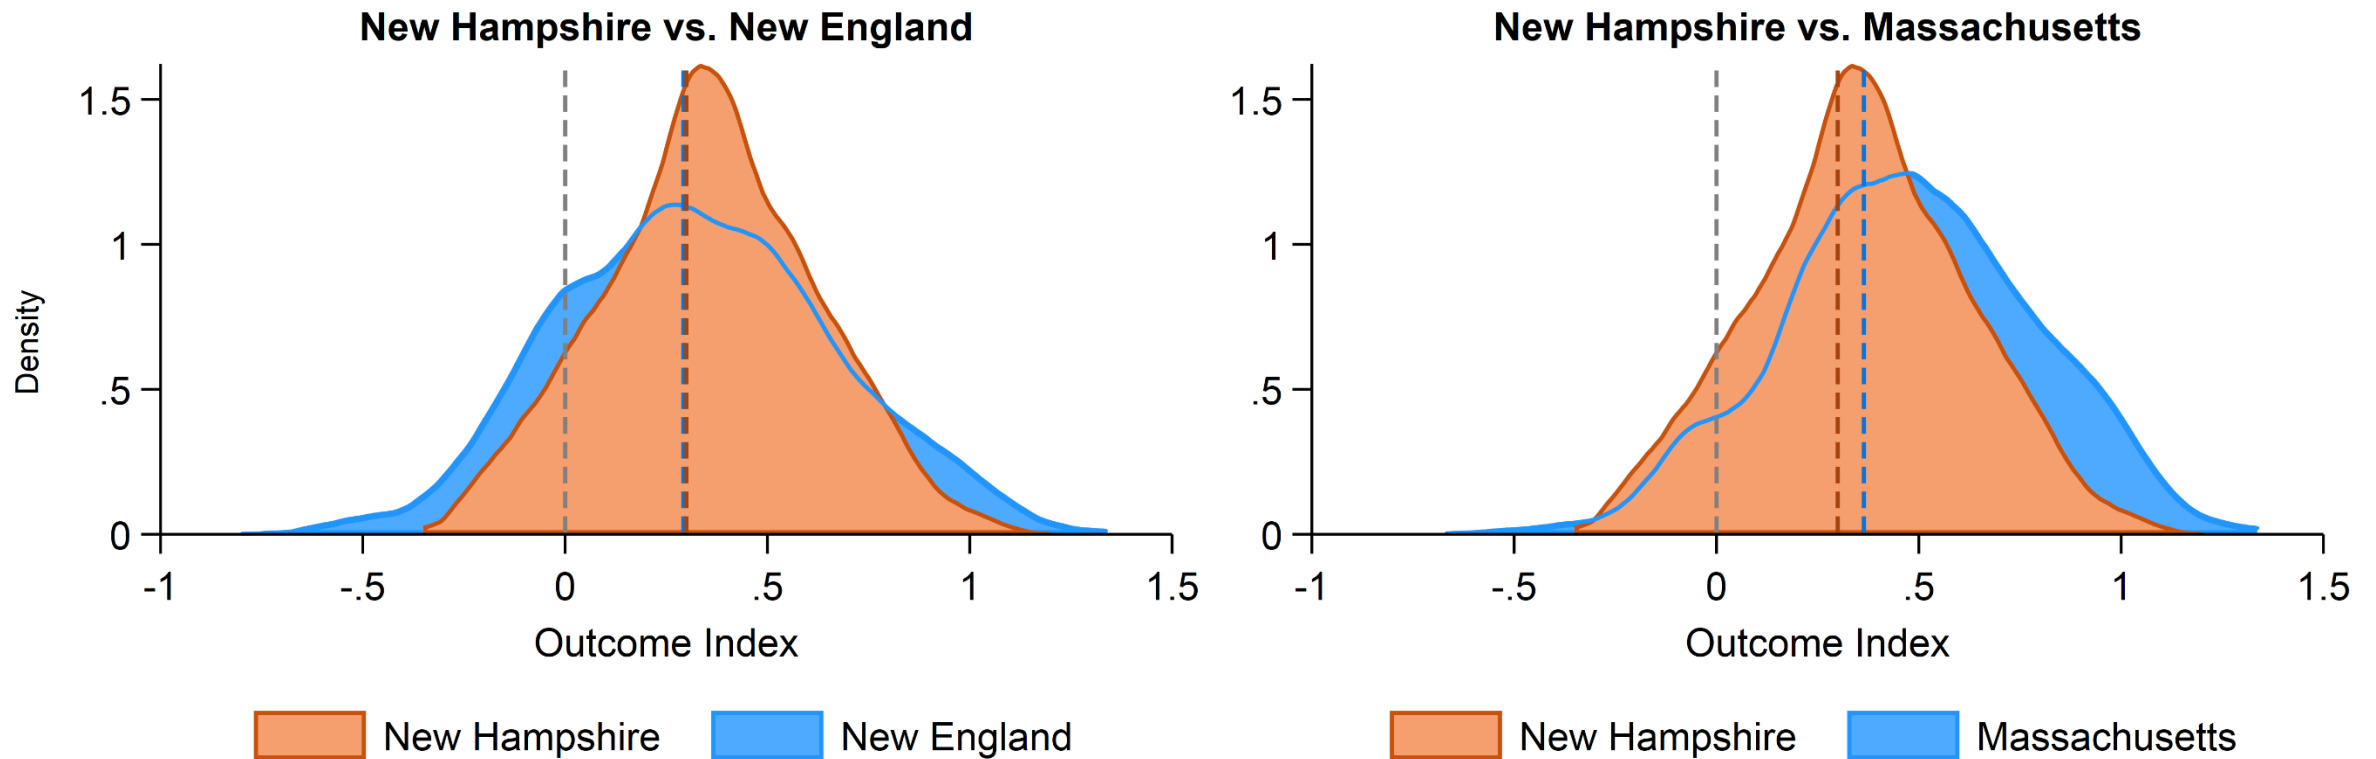 New Hampshire vs. New England
1.5
1
.5
0
Density
-1
-.5
0
.5
1
1.5
Outcome Index
New Hampshire
New England
New Hampshire vs. Massachusetts
1.5
1
.5
0
-1
-.5
0
.5
1
1.5
Outcome Index
New Hampshire
Massachusetts